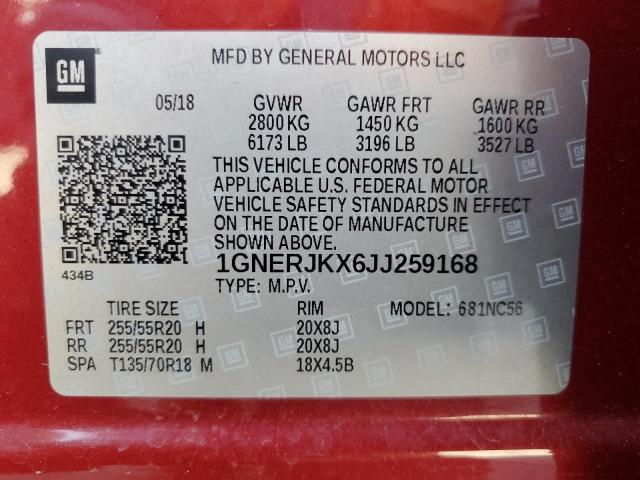 GM
MFD BY GENERAL MOTORS LLC
05/18 GVWR GAWR FRT GAWR RR
2800 KG 1450 KG 1600 KG
6173 LB 3196 LB 3527 LB
THIS VEHICLE CONFORMS TO ALL
APPLICABLE U.S. FEDERAL MOTOR
VEHICLE SAFETY STANDARDS IN EFFECT
ON THE DATE OF MANUFACTURE
SHOWN ABOVE.
434B 1GNERJKX6JJ259168
TYPE: M.P.V.
TIRE SIZE RIM MODEL: 681NC56
FRT 255/55R20 H 20X8J
RR 255/55R20 H 20X8J
SPA T135/70R18 M 18X4.5B